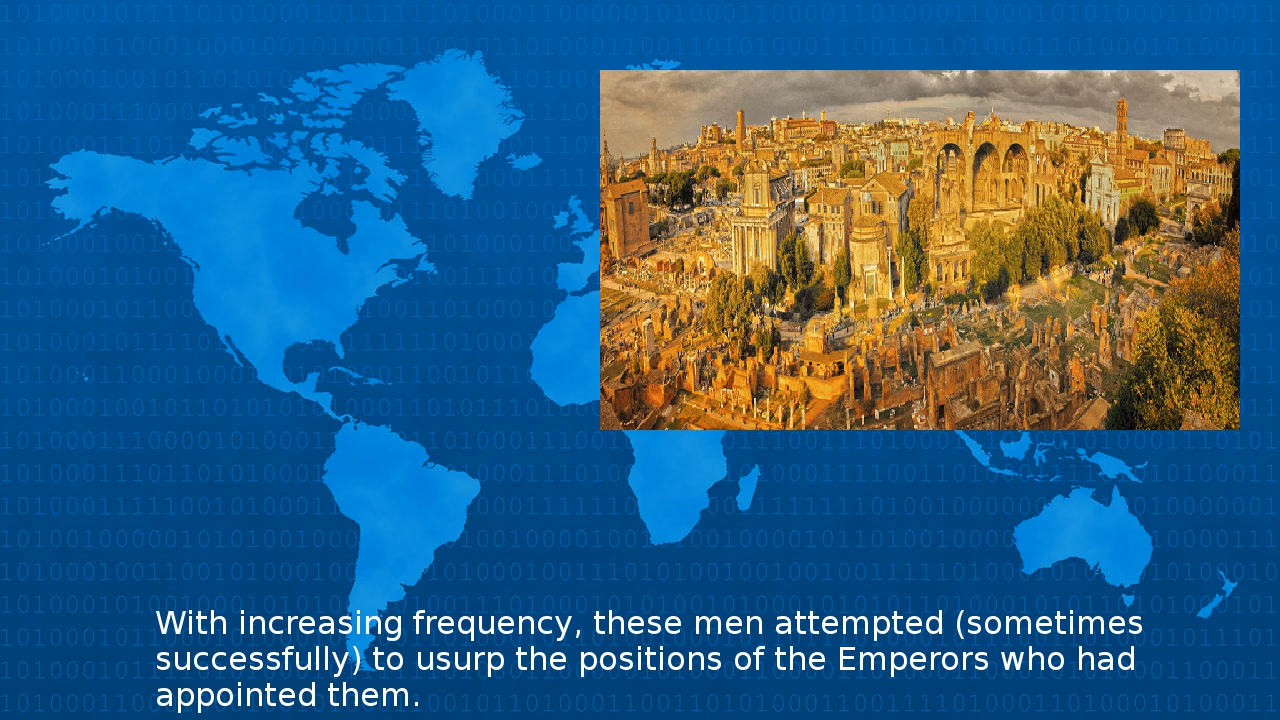 With increasing frequency, these men attempted (sometimes
successfully) to usurp the positions of the Emperors who had
appointed them.